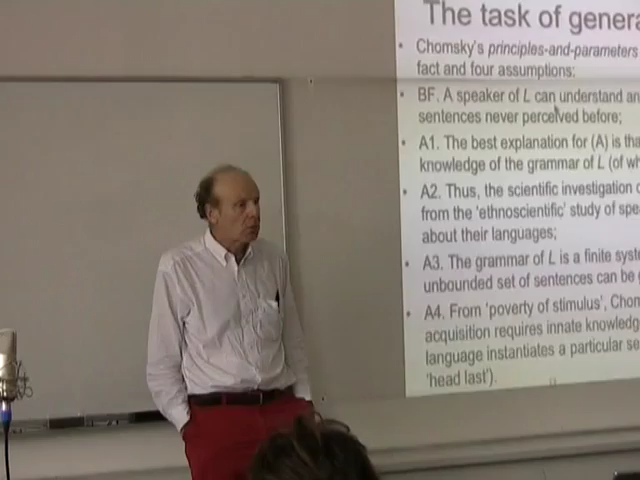 The task of genera
• Chomsky's principles-and-parameters
fact and four assumptions:
• BF. A speaker of L can understand an
sentences never perceived before;
• A1. The best explanation for (A) is tha
knowledge of the grammar of L (of wh
• A2. Thus, the scientific investigation o
from the 'ethnoscientific' study of spe
about their languages;
• A3. The grammar of L is a finite syste
unbounded set of sentences can be g
• A4. From 'poverty of stimulus', Chom
acquisition requires innate knowledg
language instantiates a particular se
'head last').